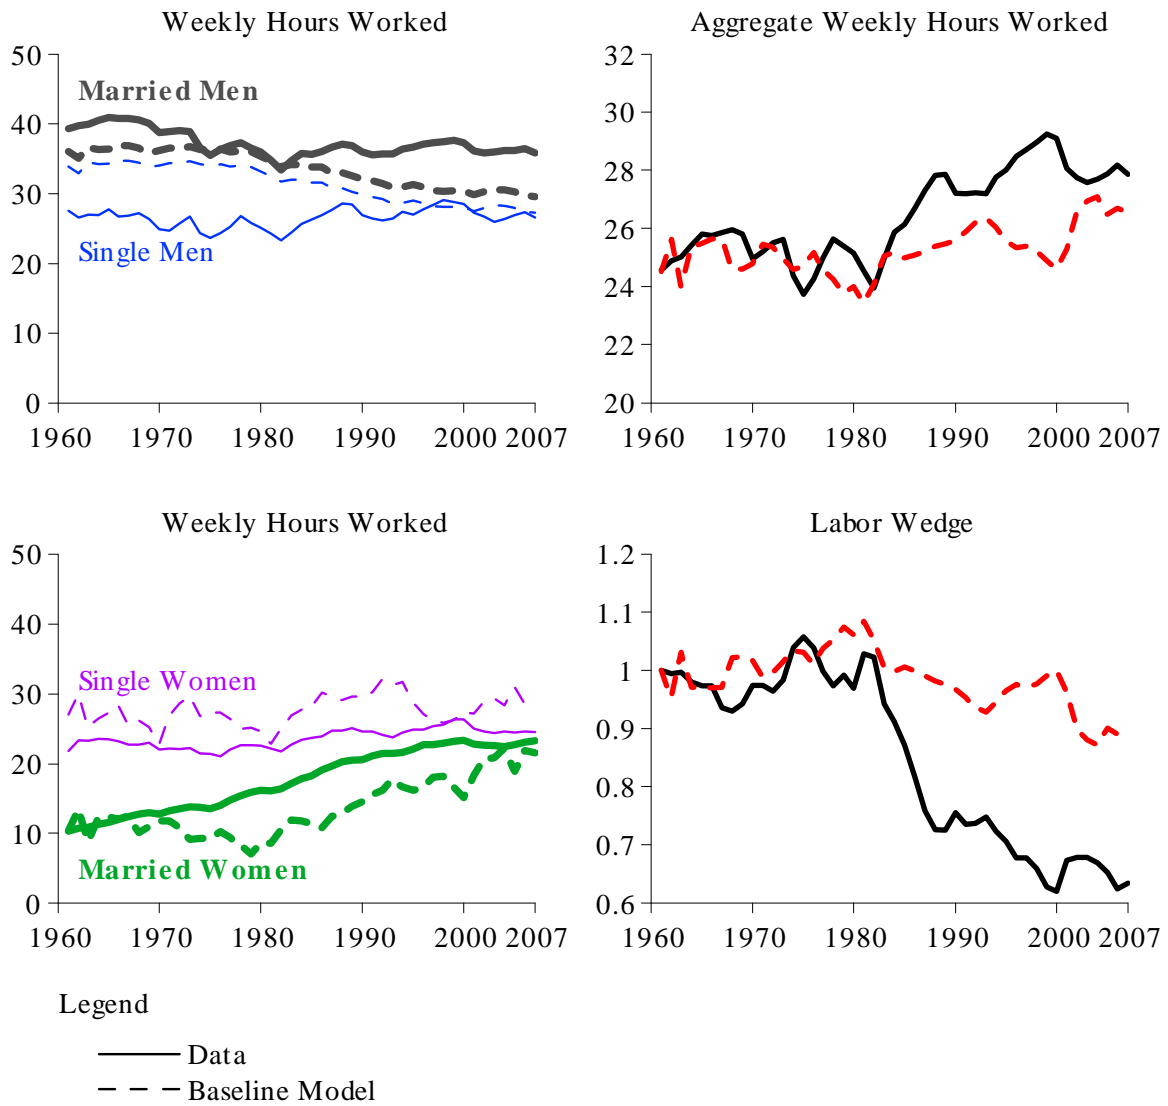 Weekly Hours Worked
50
40
30
20
10
0
Married Men
Single Men
1960 1970 1980 1990 2000 2007
Aggregate Weekly Hours Worked
32
30
28
26
24
22
20
1960 1970 1980 1990 2000 2007
Weekly Hours Worked
50
40
30
20
10
0
Single Women
Married Women
1960 1970 1980 1990 2000 2007
Labor Wedge
1.2
1.1
1
0.9
0.8
0.7
0.6
1960 1970 1980 1990 2000 2007
Legend
Data
Baseline Model